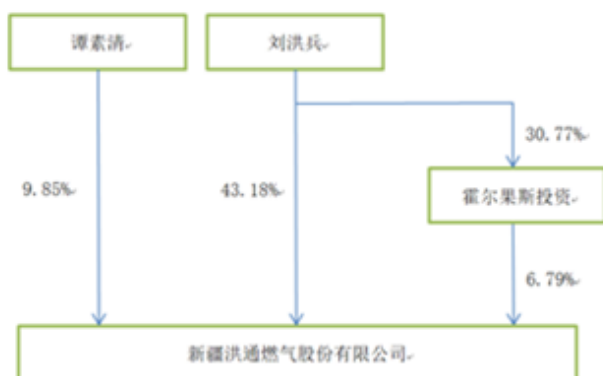 谭素清
刘洪兵
30.77%
9.85%
43.18%
霍尔果斯投资
6.79%
新疆洪通燃气股份有限公司